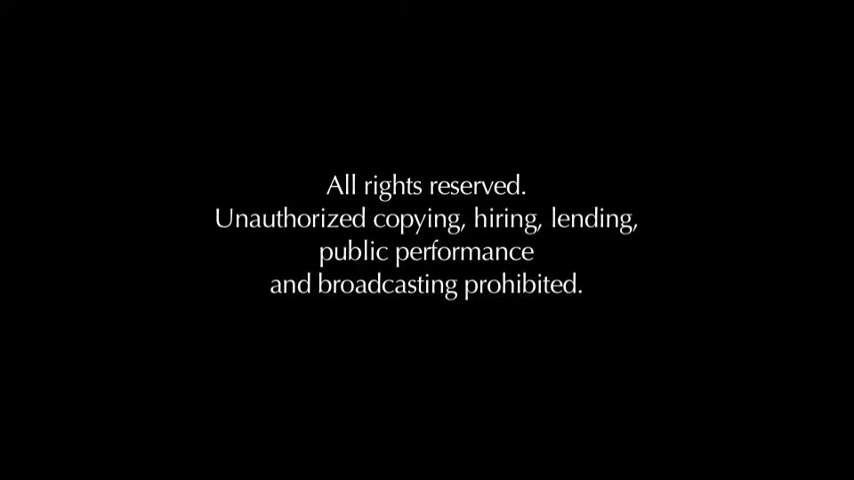 All rights reserved.
Unauthorized copying, hiring, lending,
public performance
and broadcasting prohibited.